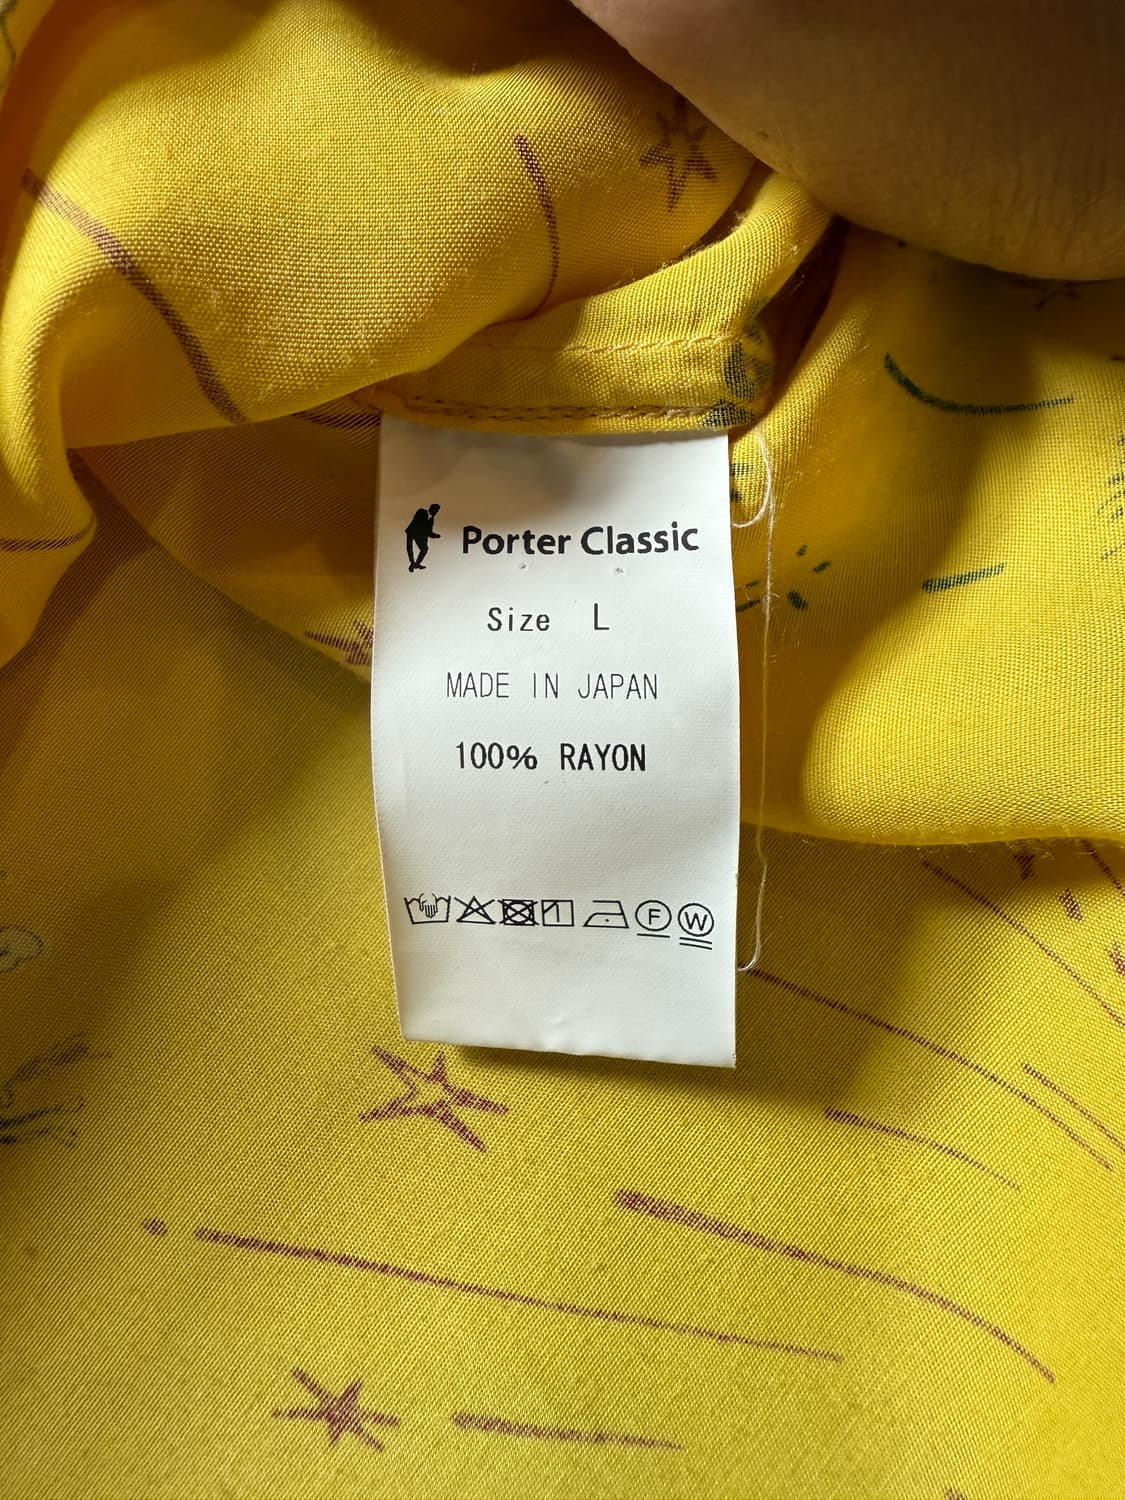 Porter Classic
Size L
MADE IN JAPAN
100% RAYON
F W